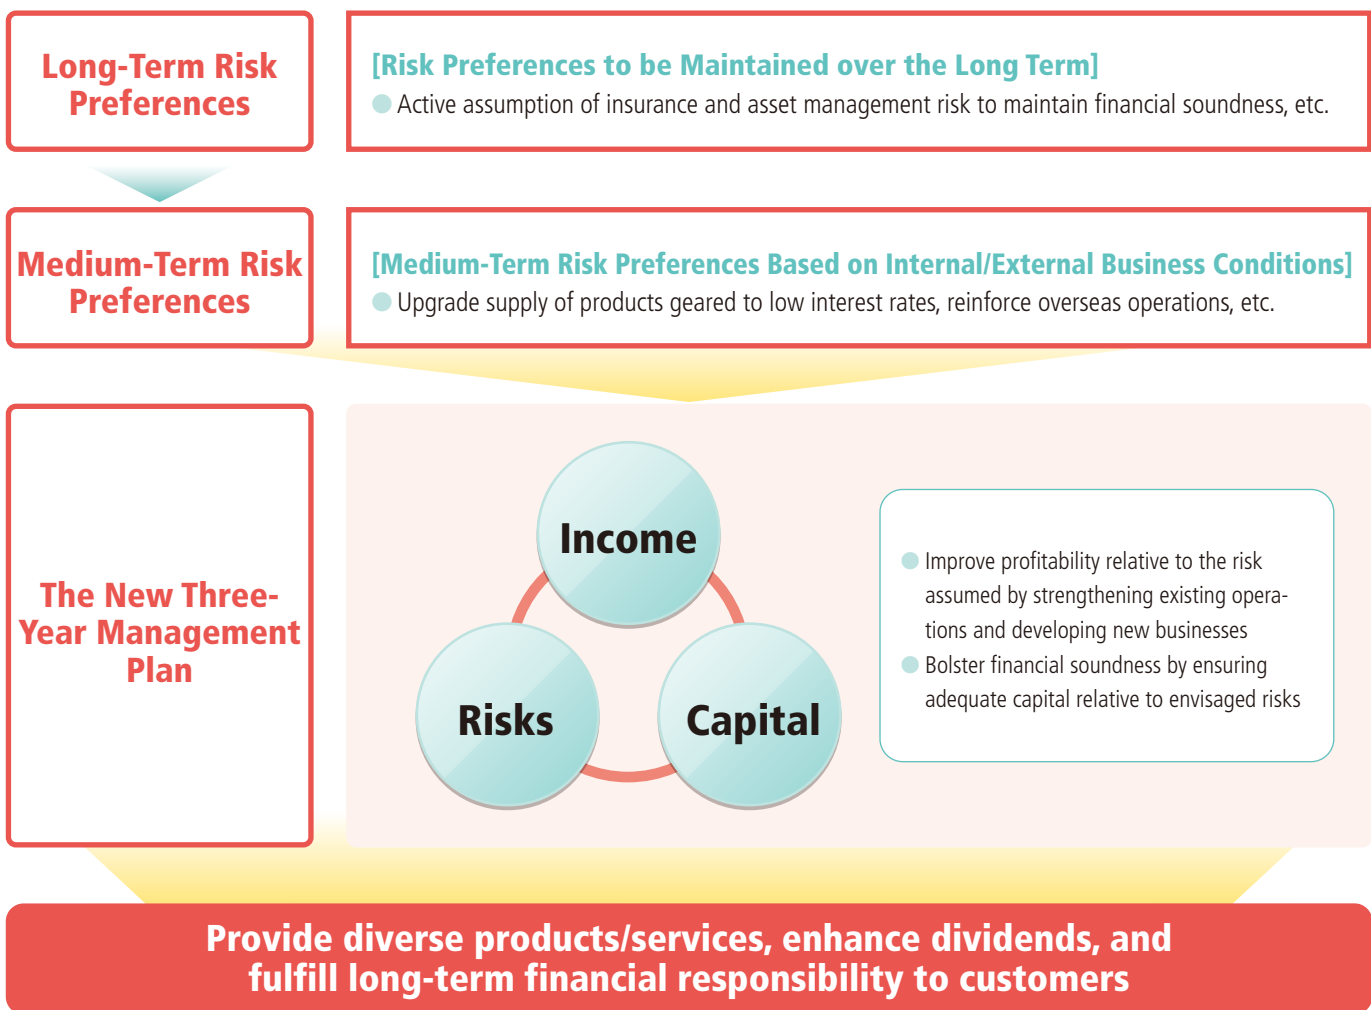 Long-Term Risk
Preferences
[Risk Preferences to be Maintained over the Long Term]
Active assumption of insurance and asset management risk to maintain financial soundness, etc.
Medium-Term Risk
Preferences
[Medium-Term Risk Preferences Based on Internal/External Business Conditions]
Upgrade supply of products geared to low interest rates, reinforce overseas operations, etc.
The New Three-
Year Management
Plan
Income
Risks
Capital
Improve profitability relative to the risk
assumed by strengthening existing opera-
tions and developing new businesses
Bolster financial soundness by ensuring
adequate capital relative to envisaged risks
Provide diverse products/services, enhance dividends, and
fulfill long-term financial responsibility to customers